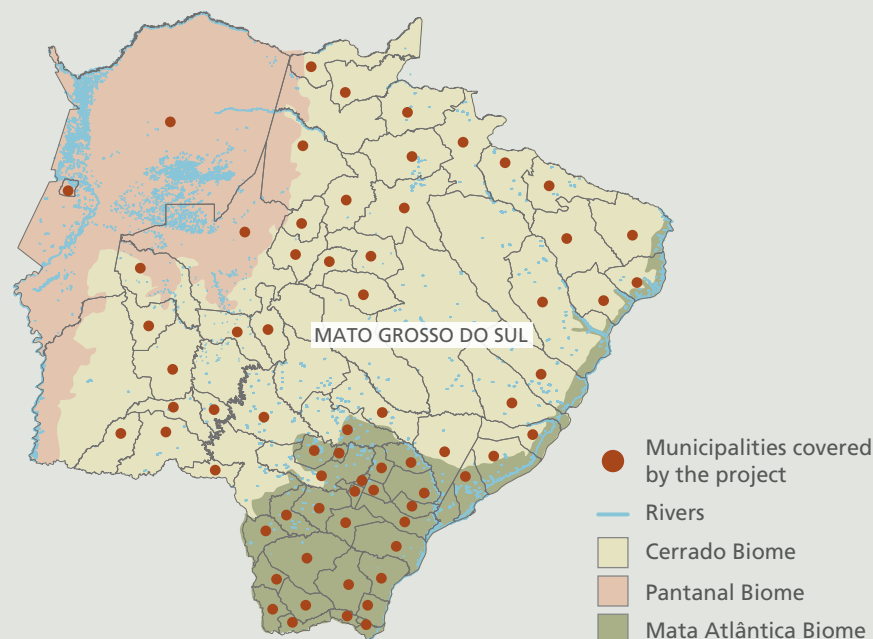 MATO GROSSO DO SUL
Municipalities covered
by the project
Rivers
Cerrado Biome
Pantanal Biome
Mata Atlântica Biome